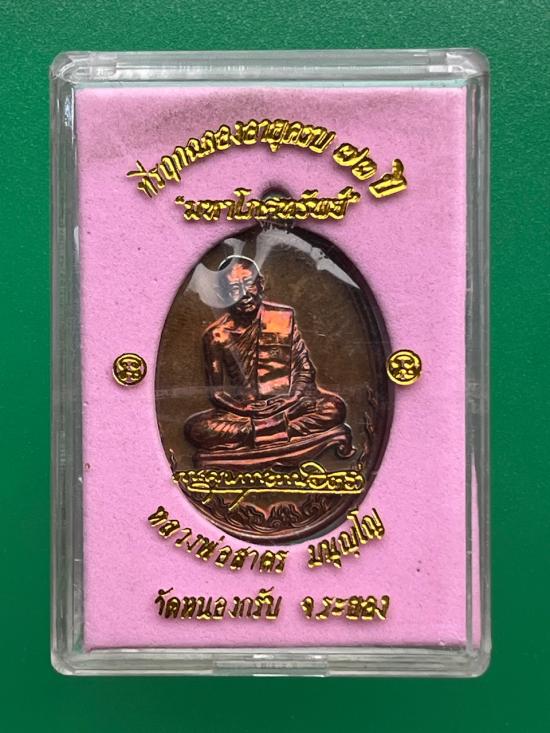 ที่ระฤกฉลองอายุครบ ๗๓ ปี
"มหาโภคทรัพย์"
หลวงพ่อสาคร มนุญฺโญ
วัดหนองกรับ จ.ระยอง